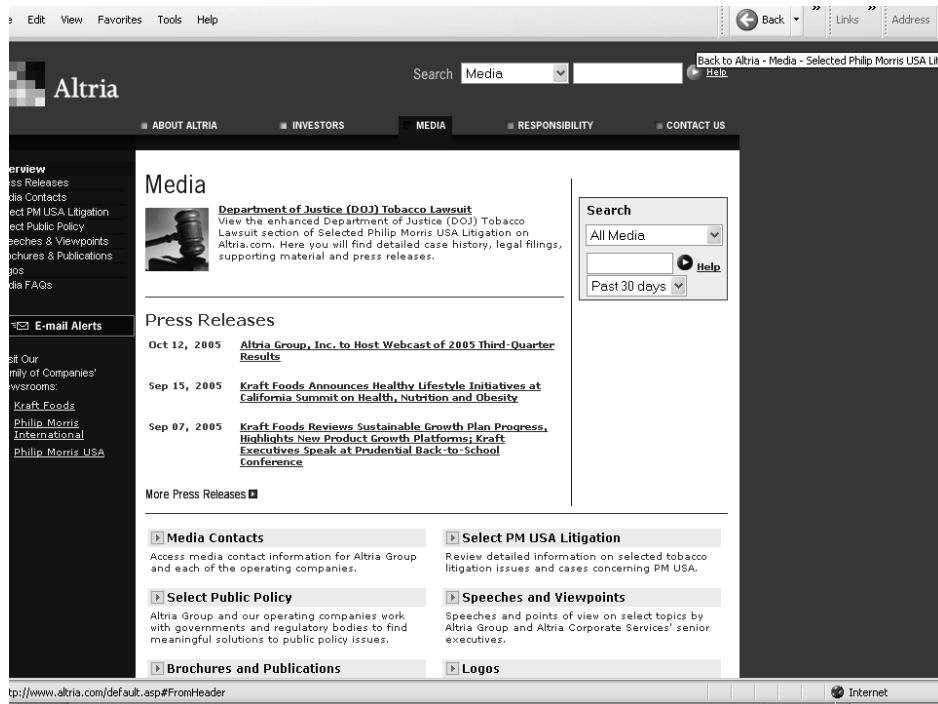 Edit View Favorites Tools Help
Back
»
Links
»
Address
Back to Altria - Media - Selected Philip Morris USA Lit
Altria
Search Media
Help
ABOUT ALTRIA INVESTORS MEDIA RESPONSIBILITY CONTACT US
erview
ss Releases
dia Contacts
ect PM USA Litigation
ect Public Policy
eeches & Viewpoints
ochures & Publications
gos
dia FAQs
E-mail Alerts
sit Our
mily of Companies'
wsrooms:
Kraft Foods
Philip Morris
International
Philip Morris USA
Media
Department of Justice (DOJ) Tobacco Lawsuit
View the enhanced Department of Justice (DOJ) Tobacco
Lawsuit section of Selected Philip Morris USA Litigation on
Altria.com. Here you will find detailed case history, legal filings,
supporting material and press releases.
Search
All Media
Help
Past 30 days
Press Releases
Oct 12, 2005 Altria Group, Inc. to Host Webcast of 2005 Third-Quarter
Results
Sep 15, 2005 Kraft Foods Announces Healthy Lifestyle Initiatives at
California Summit on Health, Nutrition and Obesity
Sep 07, 2005 Kraft Foods Reviews Sustainable Growth Plan Progress,
Highlights New Product Growth Platforms; Kraft
Executives Speak at Prudential Back-to-School
Conference
More Press Releases
Media Contacts
Access media contact information for Altria Group
and each of the operating companies.
Select PM USA Litigation
Review detailed information on selected tobacco
litigation issues and cases concerning PM USA.
Select Public Policy
Altria Group and our operating companies work
with governments and regulatory bodies to find
meaningful solutions to public policy issues.
Speeches and Viewpoints
Speeches and points of view on select topics by
Altria Group and Altria Corporate Services' senior
executives.
Brochures and Publications
Logos
tp://www.altria.com/default.asp#FromHeader
Internet